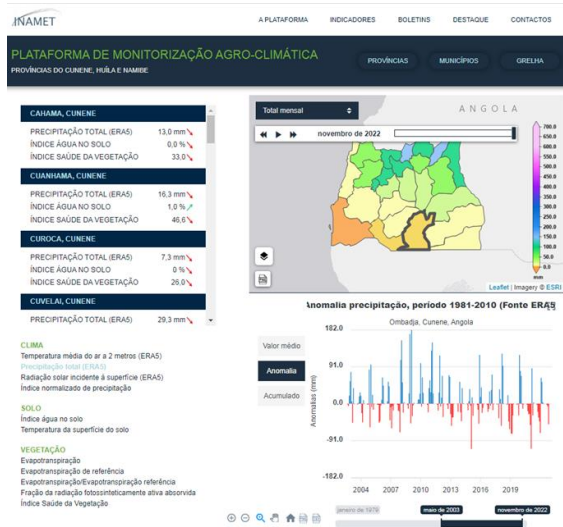 INAMET
A PLATAFORMA
INDICADORES
BOLETINS
DESTAQUE
CONTACTOS
PLATAFORMA DE MONITORIZAÇÃO AGRO-CLIMÁTICA
PROVÍNCIAS DO CUNENE, HUÍLA E NAMIBE
PROVÍNCIAS
MUNICÍPIOS
GRELHA
CAHAMA, CUNENE
PRECIPITAÇÃO TOTAL (ERA5) 13,0 mm
ÍNDICE ÁGUA NO SOLO 0,0 %
ÍNDICE SAÚDE DA VEGETAÇÃO 33,0
CUANHAMA, CUNENE
PRECIPITAÇÃO TOTAL (ERA5) 16,3 mm
ÍNDICE ÁGUA NO SOLO 1,0 %
ÍNDICE SAÚDE DA VEGETAÇÃO 46,6
CUROCA, CUNENE
PRECIPITAÇÃO TOTAL (ERA5) 7,3 mm
ÍNDICE ÁGUA NO SOLO 0 %
ÍNDICE SAÚDE DA VEGETAÇÃO 26,0
CUVELAI, CUNENE
PRECIPITAÇÃO TOTAL (ERA5) 29,3 mm
CLIMA
Temperatura média do ar a 2 metros (ERA5)
Precipitação total (ERA5)
Radiação solar incidente à superfície (ERA5)
Índice normalizado de precipitação
SOLO
Índice água no solo
Temperatura da superfície do solo
VEGETAÇÃO
Evapotranspiração
Evapotranspiração de referência
Evapotranspiração/Evapotranspiração referência
Fração da radiação fotossinteticamente ativa absorvida
Índice Saúde da Vegetação
Total mensal
ANGOLA
novembro de 2022
700.0
650.0
600.0
550.0
500.0
450.0
400.0
350.0
300.0
250.0
200.0
150.0
100.0
50.0
0.0
mm
Leaflet | Imagery © ESRI
Anomalia precipitação, período 1981-2010 (Fonte ERA5)
Ombadja, Cunene, Angola
Valor médio
Anomalia
Acumulado
Anomalias (mm)
182.0
91.0
0.0
-91.0
-182.0
2004 2007 2010 2013 2016 2019
janeiro de 1979
maio de 2003
novembro de 2022